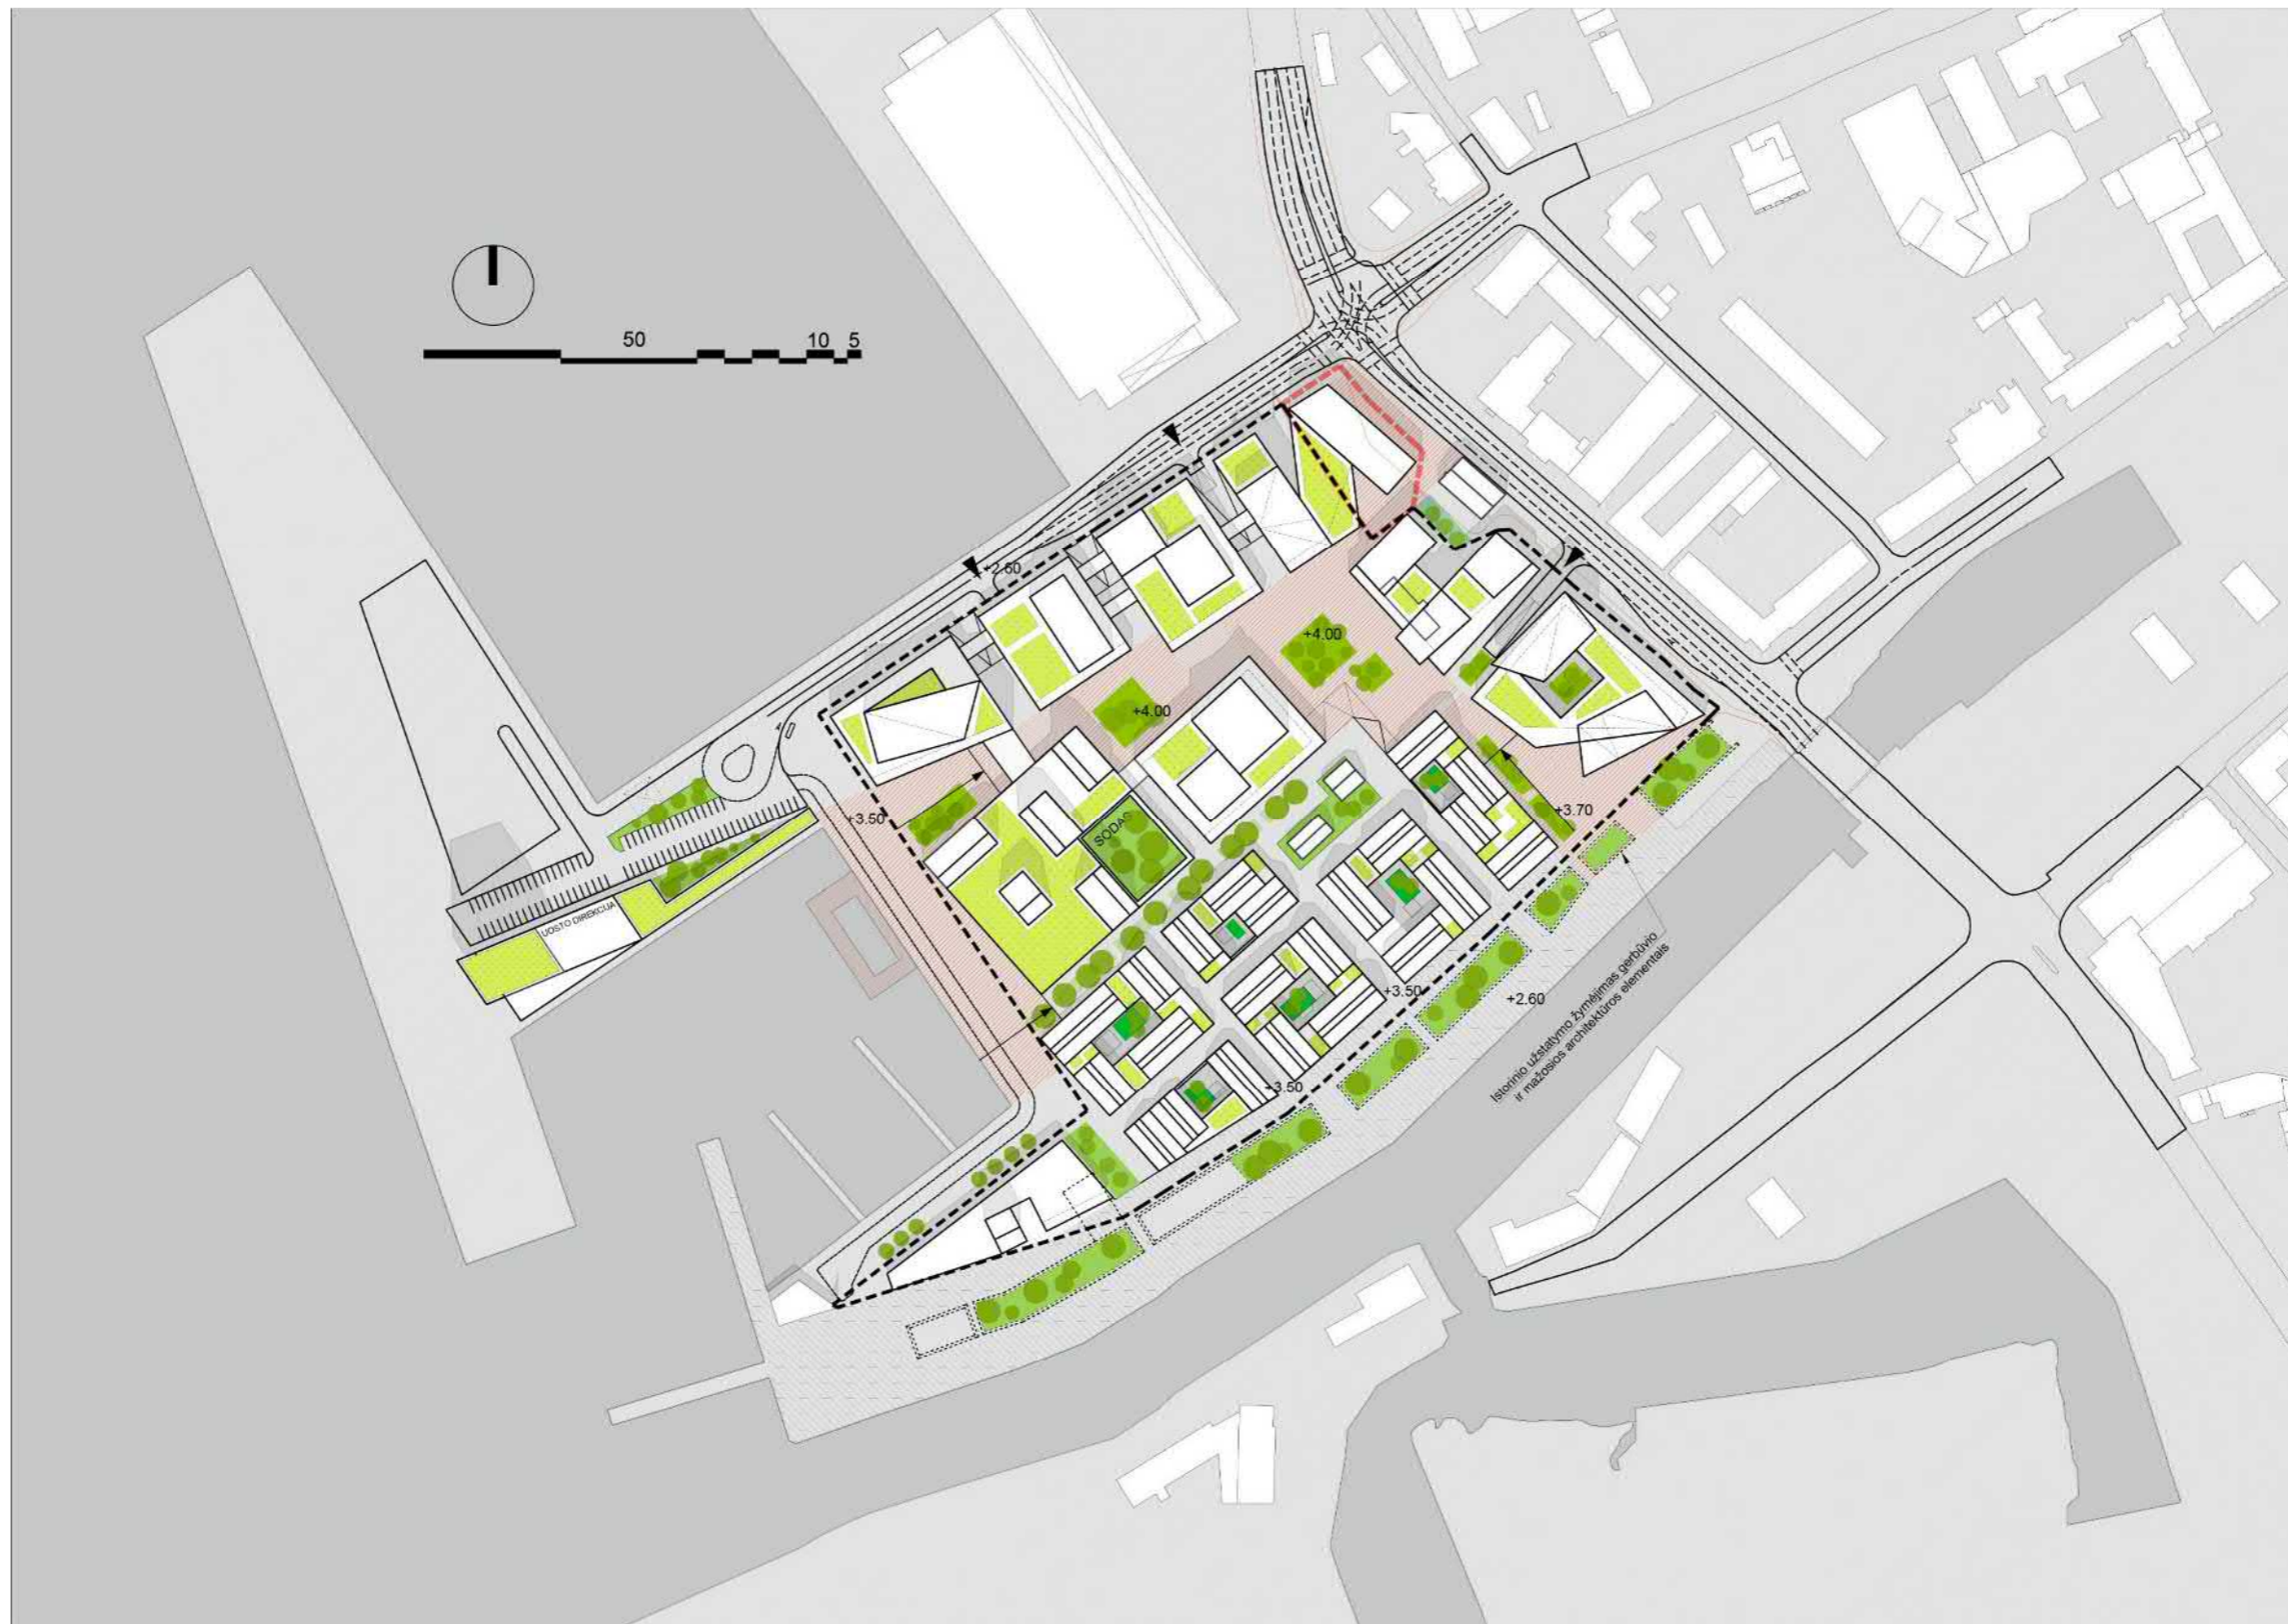 50 10 5
+2.60
+4.00
+4.00
+3.50
+3.70
SODAS
UOSTO DIREKCIJA
+3.50
+2.60
+3.50
Istorinio užstatymo žymėjimas gerbūvio
ir mažosios architektūros elementais